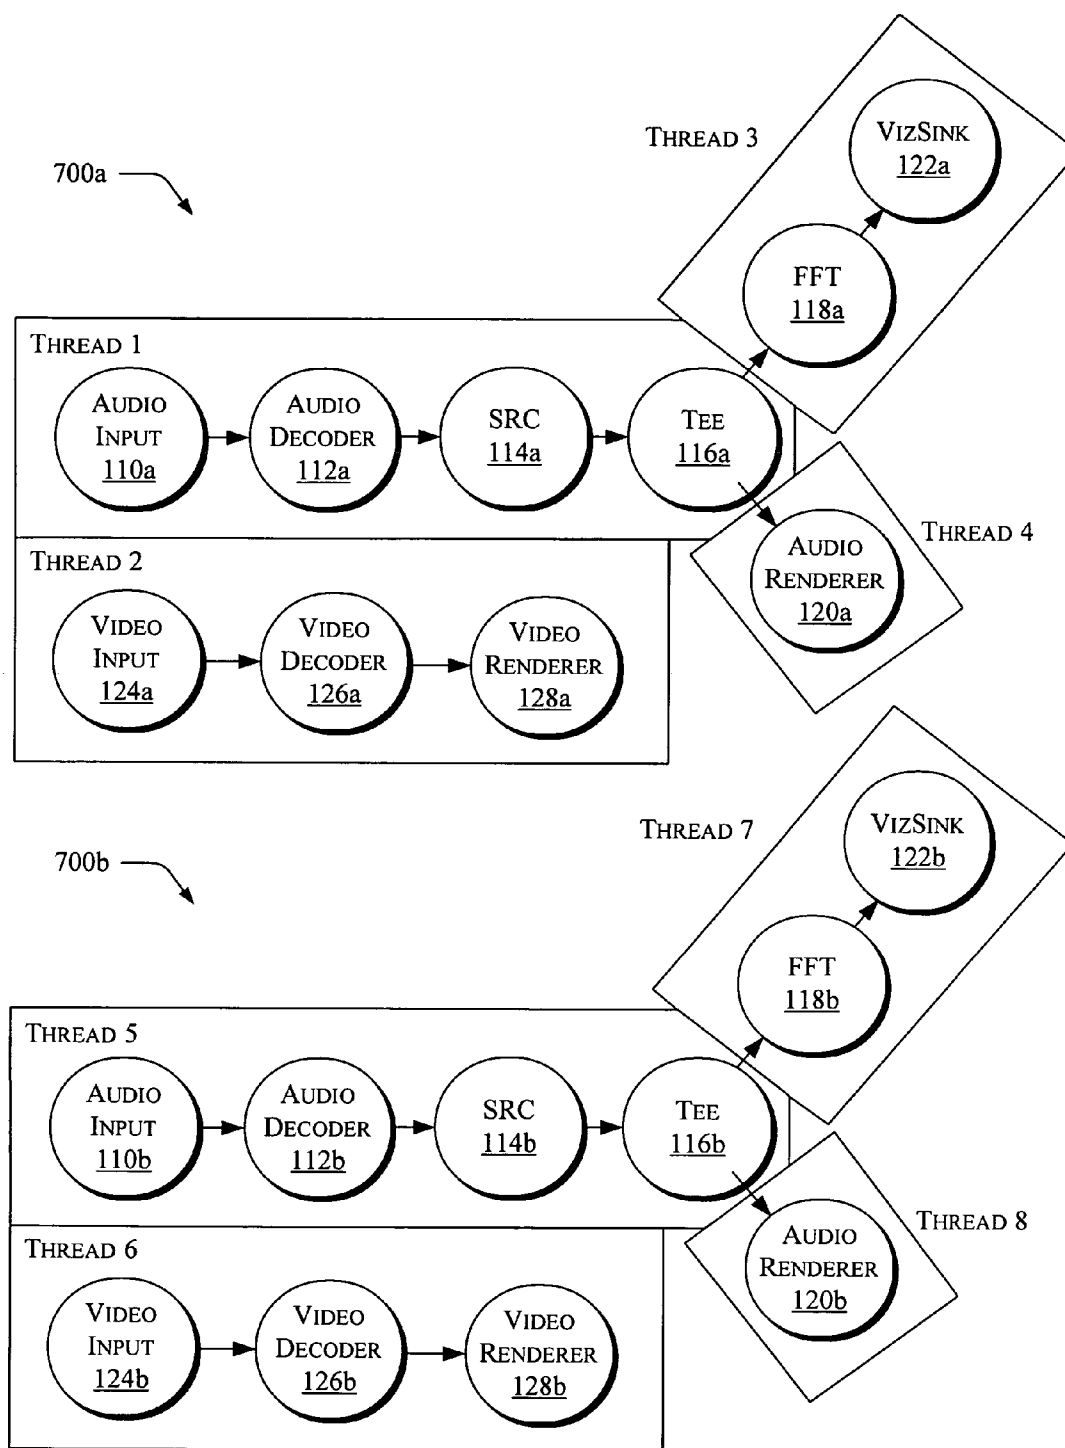 THREAD 3
VIZSINK
122a
700a
FFT
118a
THREAD 1
AUDIO
INPUT
110a
AUDIO
DECODER
112a
SRC
114a
TEE
116a
THREAD 4
AUDIO
RENDERER
120a
THREAD 2
VIDEO
INPUT
124a
VIDEO
DECODER
126a
VIDEO
RENDERER
128a
THREAD 7
VIZSINK
122b
700b
FFT
118b
THREAD 5
AUDIO
INPUT
110b
AUDIO
DECODER
112b
SRC
114b
TEE
116b
THREAD 8
AUDIO
RENDERER
120b
THREAD 6
VIDEO
INPUT
124b
VIDEO
DECODER
126b
VIDEO
RENDERER
128b